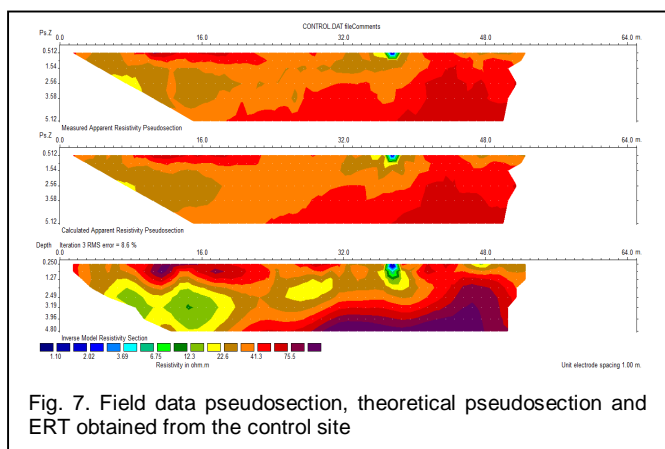 CONTROL.DAT fileComments
Ps.Z 0.0 16.0 32.0 48.0 64.0 m.
0.512
1.54
2.56
3.58
5.12
Measured Apparent Resistivity Pseudosection
Ps.Z 0.0 16.0 32.0 48.0 64.0 m.
0.512
1.54
2.56
3.58
5.12
Calculated Apparent Resistivity Pseudosection
Depth Iteration 3 RMS error = 8.6 %
0.0 16.0 32.0 48.0 64.0 m.
0.250
1.27
2.49
3.19
3.96
4.80
Inverse Model Resistivity Section
1.10 2.02 3.69 6.75 12.3 22.6 41.3 75.5
Resistivity in ohm.m
Unit electrode spacing 1.00 m.
Fig. 7. Field data pseudosection, theoretical pseudosection and
ERT obtained from the control site